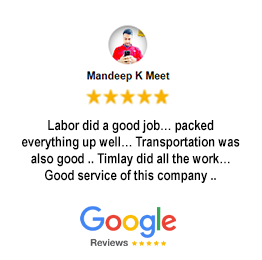 Mandeep K Meet
Labor did a good job... packed
everything up well... Transportation was
also good .. Timlay did all the work...
Good service of this company ..
Google
Reviews